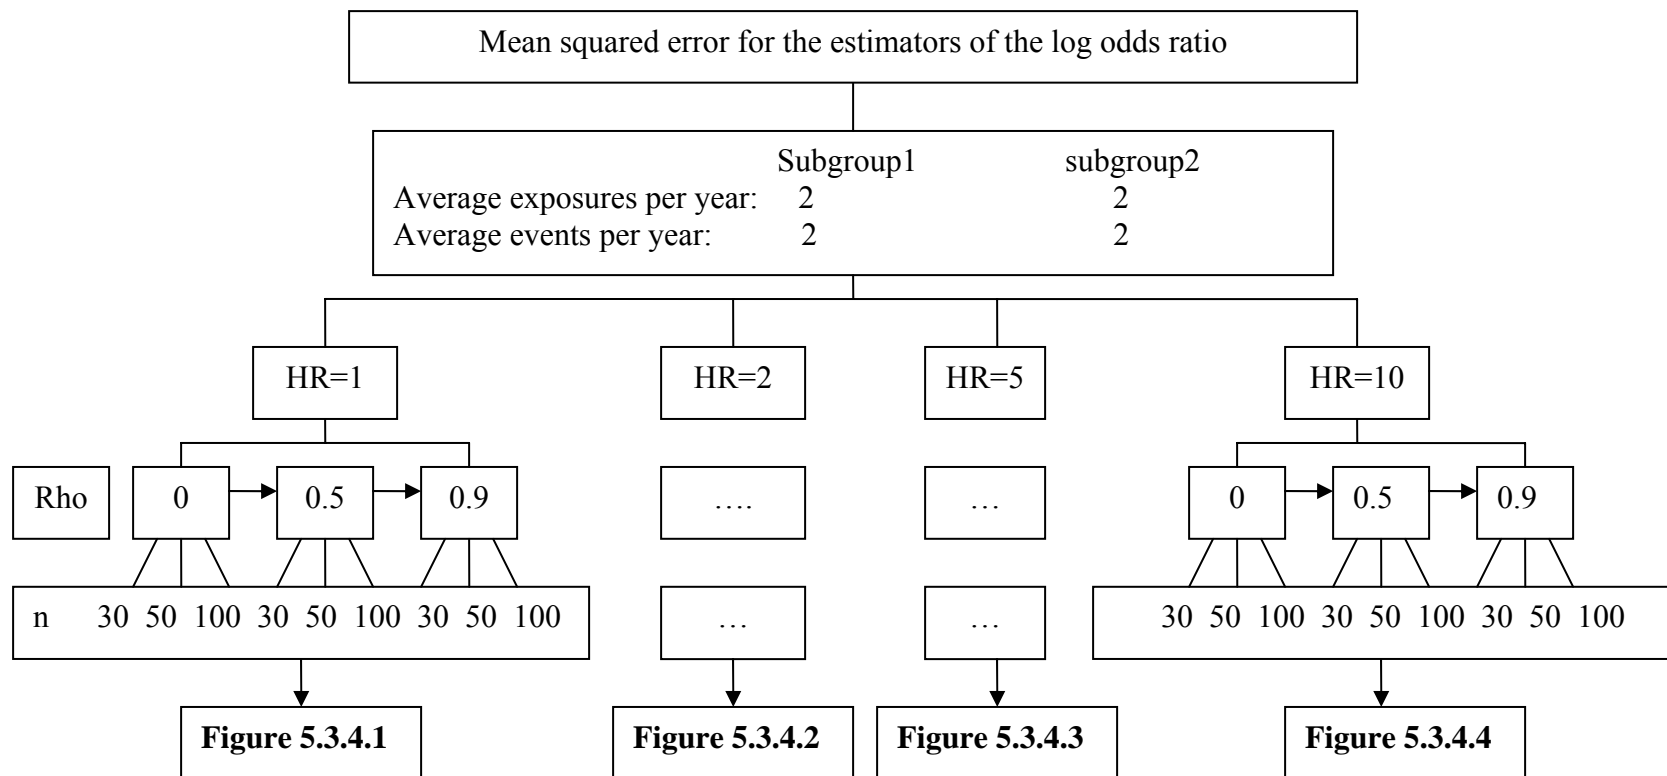 Mean squared error for the estimators of the log odds ratio
Subgroup1 subgroup2
Average exposures per year: 2 2
Average events per year: 2 2
HR=1 HR=2 HR=5 HR=10
Rho 0 0.5 0.9 …. … 0 0.5 0.9
n 30 50 100 30 50 100 30 50 100 … … 30 50 100 30 50 100 30 50 100
Figure 5.3.4.1 Figure 5.3.4.2 Figure 5.3.4.3 Figure 5.3.4.4